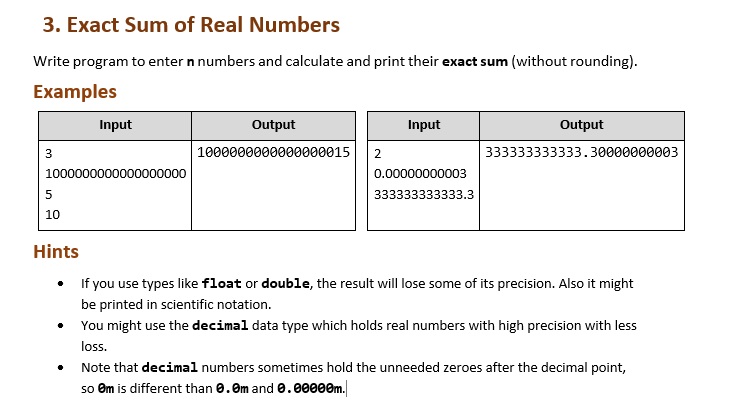 3. Exact Sum of Real Numbers
Write program to enter n numbers and calculate and print their exact sum (without rounding).
Examples
Input
Output
3
1000000000000000000
5
10
1000000000000000015
Input
Output
2
0.00000000003
333333333333.3
333333333333.30000000003
Hints
• If you use types like float or double, the result will lose some of its precision. Also it might
be printed in scientific notation.
• You might use the decimal data type which holds real numbers with high precision with less
loss.
• Note that decimal numbers sometimes hold the unneeded zeroes after the decimal point,
so 0m is different than 0.0m and 0.00000m.